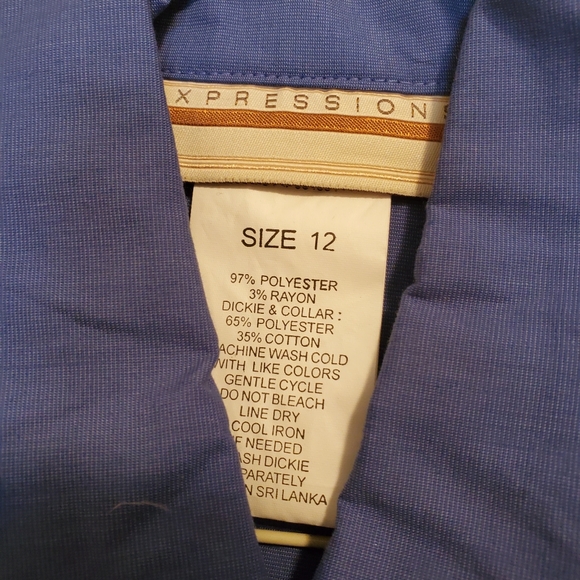 XPRESSIONS
SIZE 12
97% POLYESTER
3% RAYON
DICKIE & COLLAR :
65% POLYESTER
35% COTTON
ACHINE WASH COLD
WITH LIKE COLORS
GENTLE CYCLE
DO NOT BLEACH
LINE DRY
COOL IRON
IF NEEDED
ASH DICKIE
PARATELY
N SRI LANKA